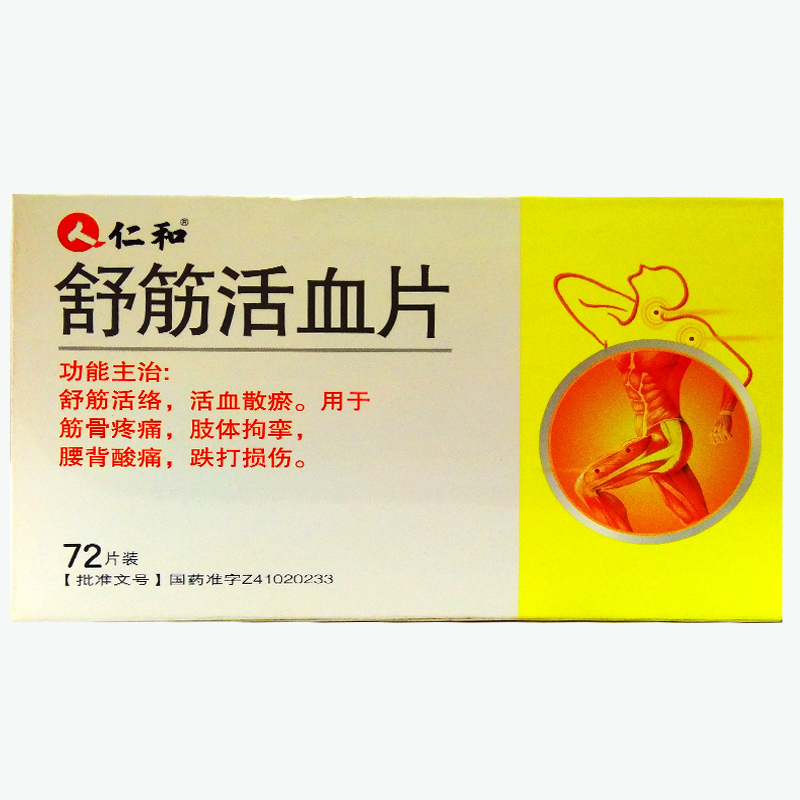 仁和®
舒筋活血片
功能主治:
舒筋活络，活血散瘀。用于
筋骨疼痛，肢体拘挛，
腰背酸痛，跌打损伤。
72片装
【批准文号】国药准字Z41020233